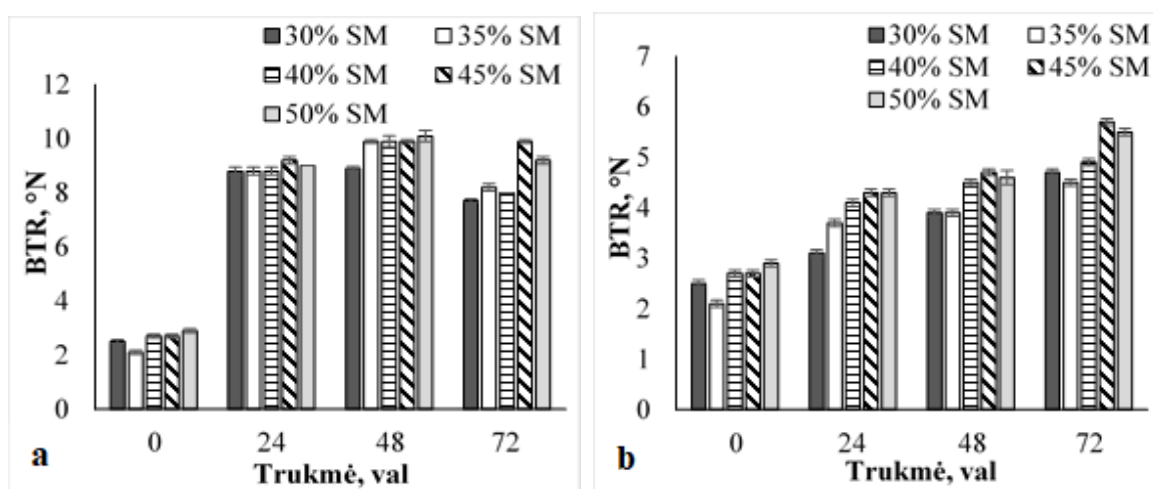 30% SM 35% SM
40% SM 45% SM
50% SM
12
10
8
6
4
2
0
BTR, °N
0 24 48 72
a
Trukmė, val
30% SM 35% SM
40% SM 45% SM
50% SM
7
6
5
4
3
2
1
0
BTR, °N
0 24 48 72
b
Trukmė, val